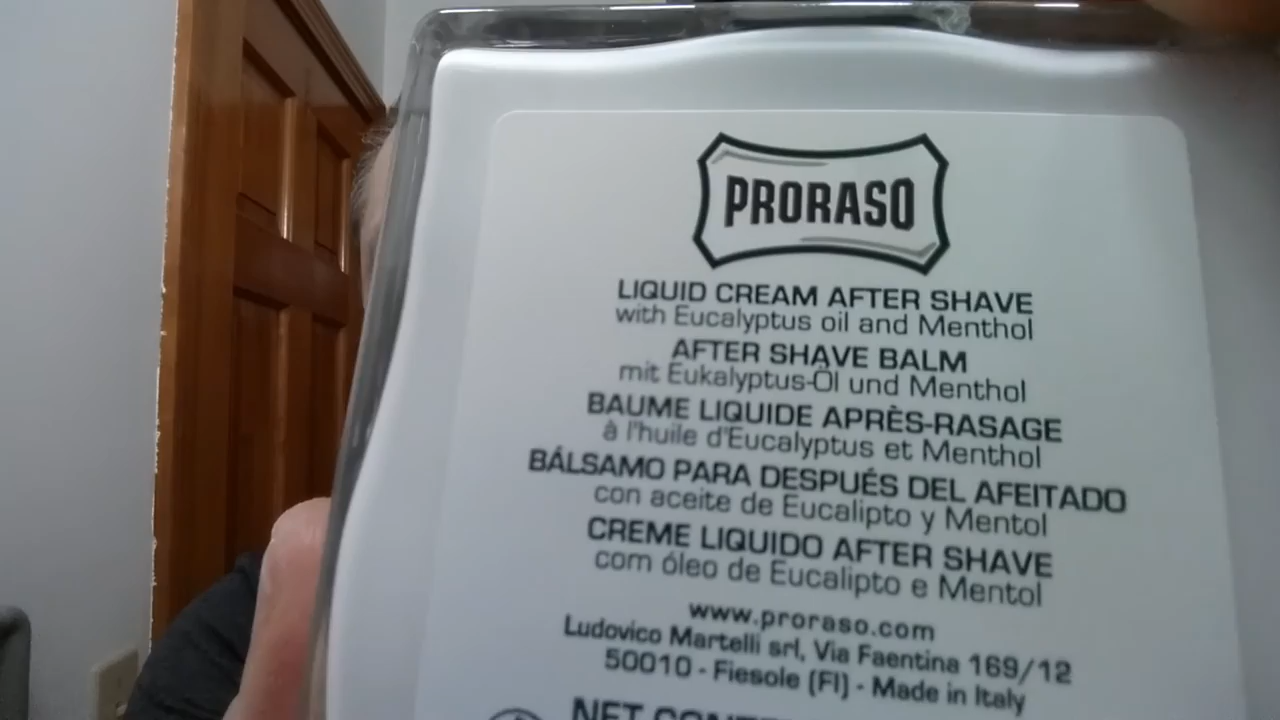 PRORASO
LIQUID CREAM AFTER SHAVE
with Eucalyptus oil and Menthol
AFTER SHAVE BALM
mit Eukalyptus-Öl und Menthol
BAUME LIQUIDE APRÈS-RASAGE
à l'huile d'Eucalyptus et Menthol
BÁLSAMO PARA DESPUÉS DEL AFEITADO
con aceite de Eucalipto y Mentol
CREME LIQUIDO AFTER SHAVE
com óleo de Eucalipto e Mentol
www.proraso.com
Ludovico Martelli srl, Via Faentina 169/12
50010 - Fiesole (FI) - Made in Italy
NET